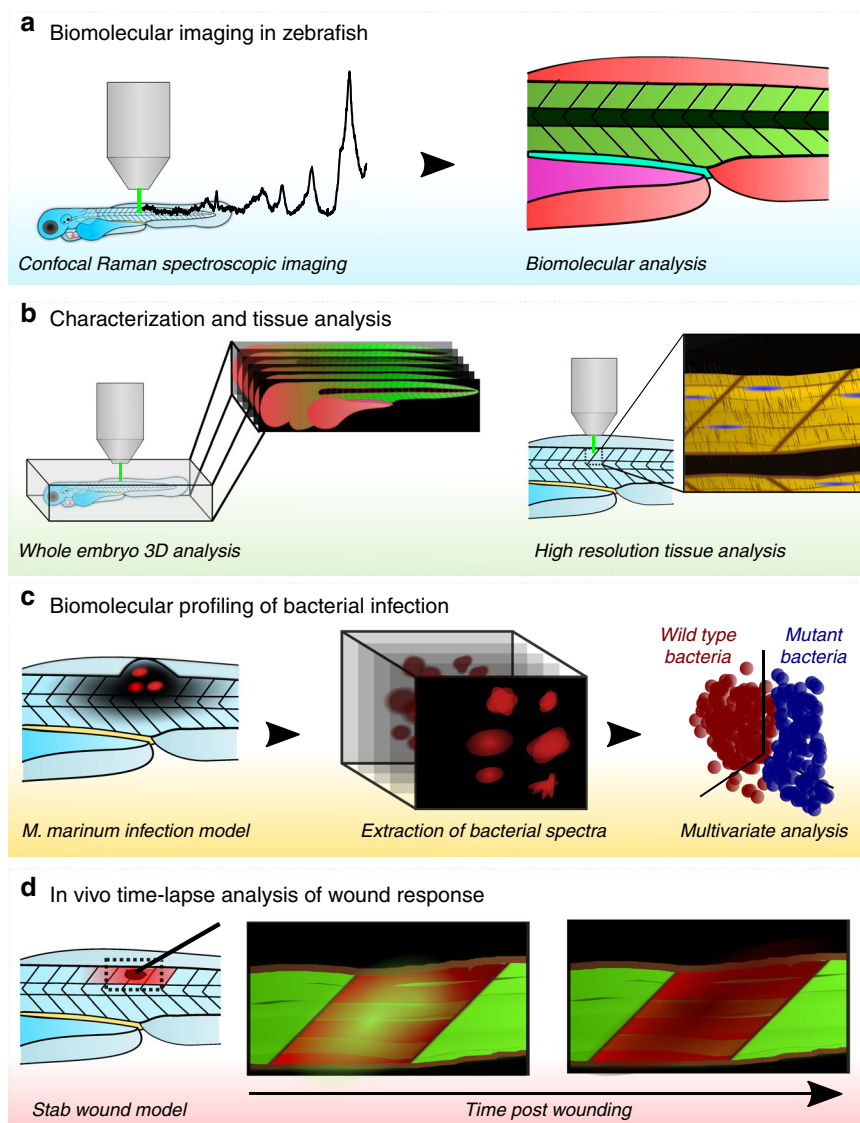 a Biomolecular imaging in zebrafish
Confocal Raman spectroscopic imaging
Biomolecular analysis
b Characterization and tissue analysis
Whole embryo 3D analysis
High resolution tissue analysis
c Biomolecular profiling of bacterial infection
Wild type
bacteria
Mutant
bacteria
M. marinum infection model
Extraction of bacterial spectra
Multivariate analysis
d In vivo time-lapse analysis of wound response
Stab wound model
Time post wounding